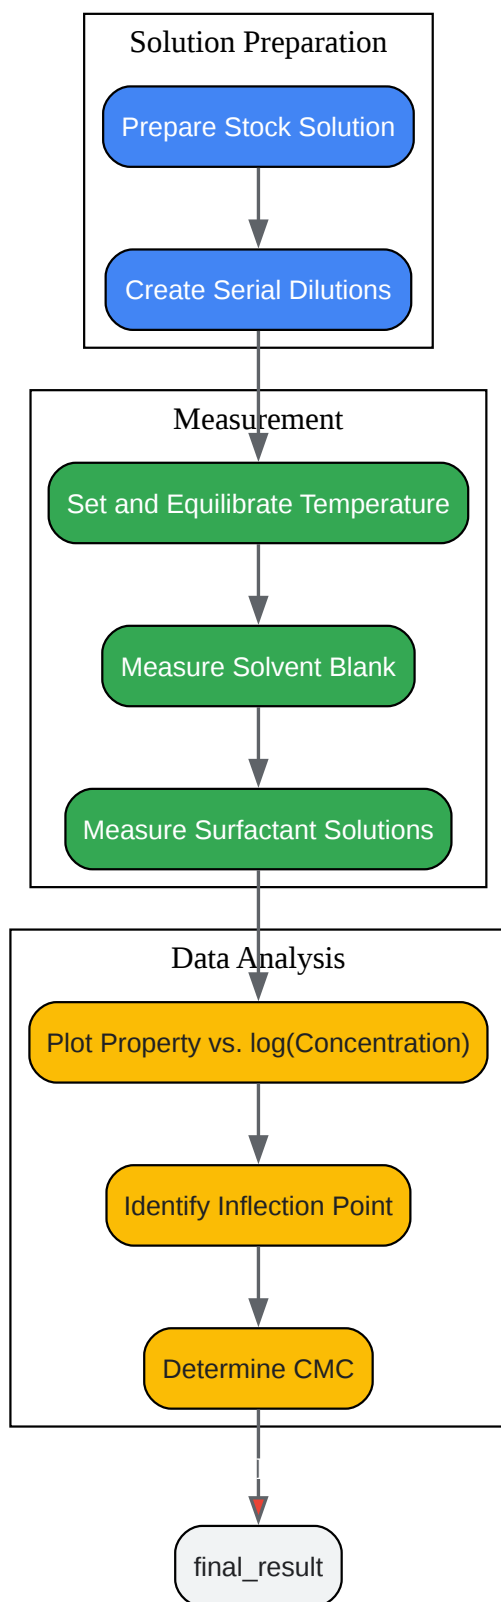 Solution Preparation
Prepare Stock Solution
Create Serial Dilutions
Measurement
Set and Equilibrate Temperature
Measure Solvent Blank
Measure Surfactant Solutions
Data Analysis
Plot Property vs. log(Concentration)
Identify Inflection Point
Determine CMC
final_result